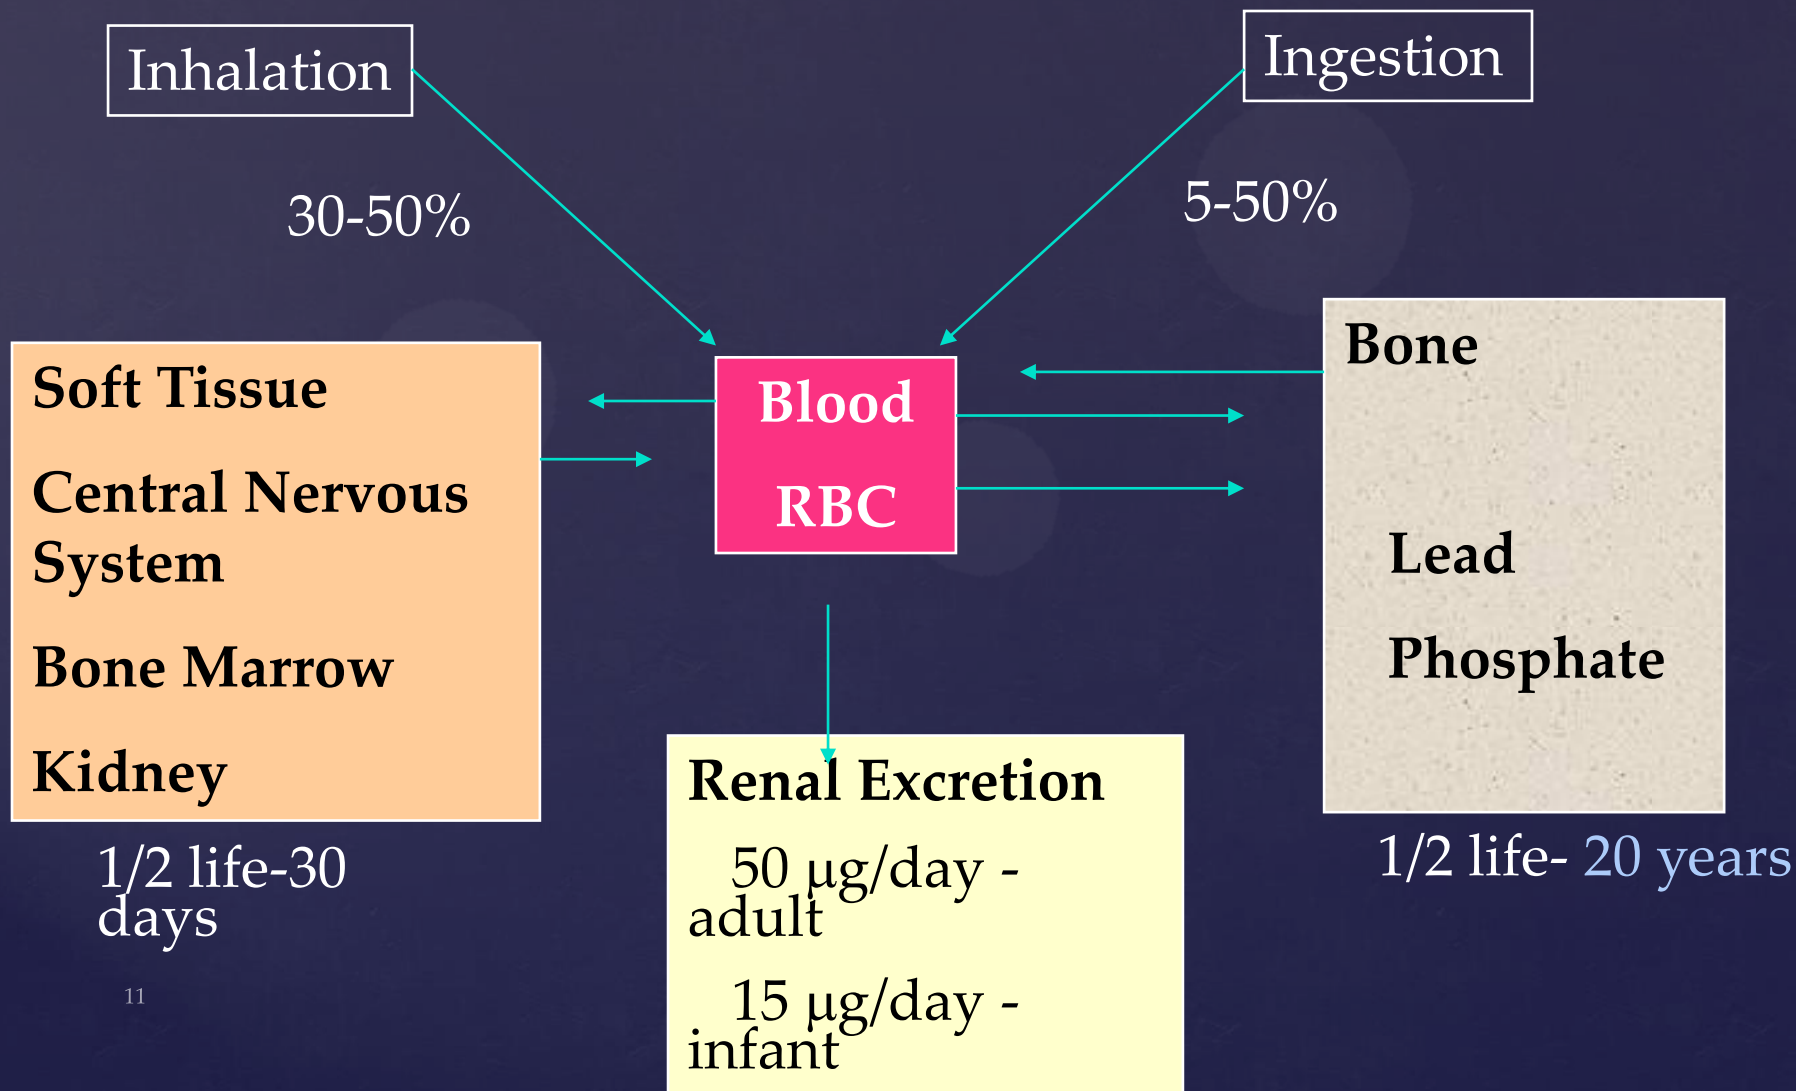 Inhalation
Ingestion
30-50%
5-50%
Soft Tissue
Central Nervous
System
Bone Marrow
Kidney
1/2 life-30
days
Blood
RBC
Bone
Lead
Phosphate
1/2 life- 20 years
Renal Excretion
50 µg/day -
adult
15 µg/day -
infant
11